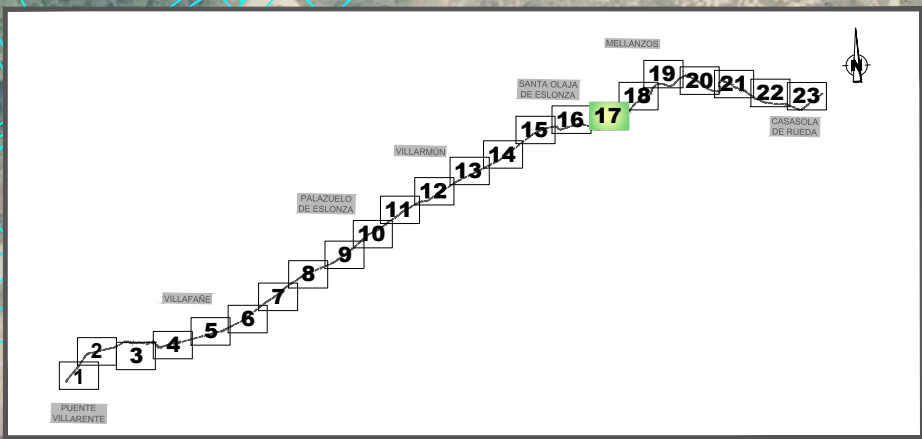 MELLANZOS
N
19
20
21
22
23
18
SANTA OLAJA
DE ESLONZA
17
16
15
CASASOLA
DE RUEDA
14
VILLARMÚN
13
12
PALAZUELO
DE ESLONZA
11
10
9
8
7
VILLAFAÑE
6
5
4
3
2
1
PUENTE
VILLARENTE